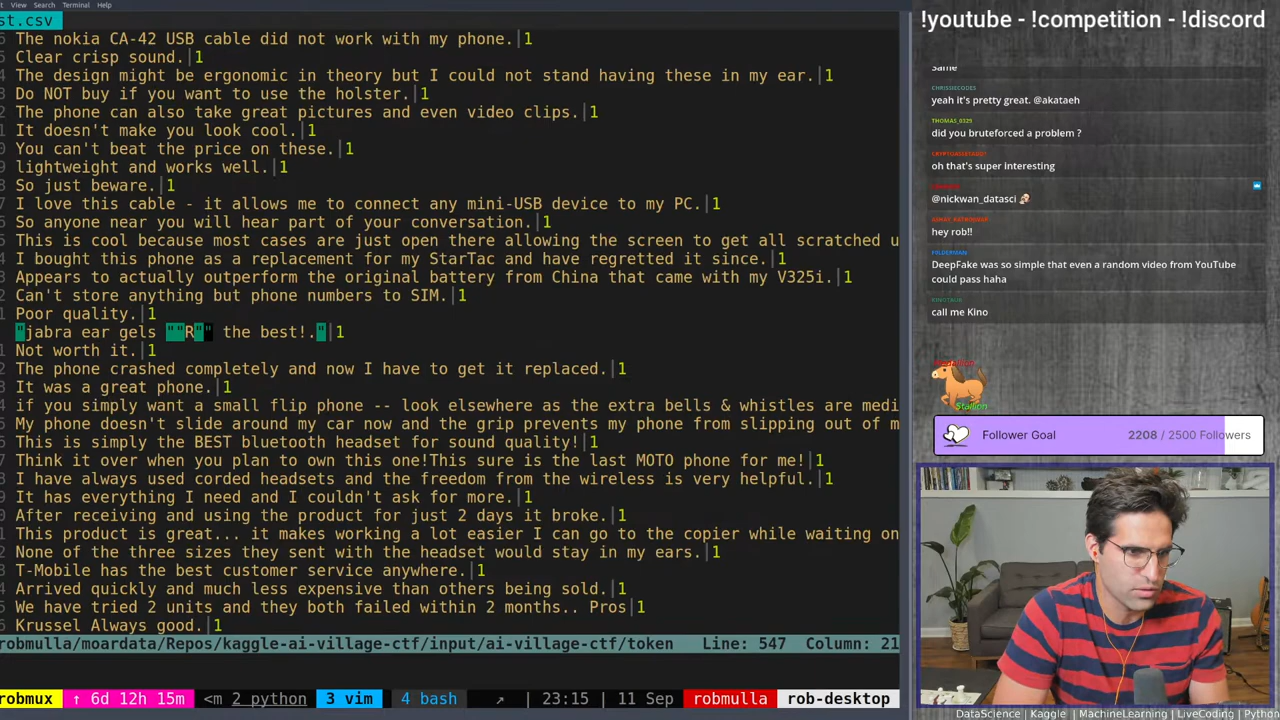 st.csv
The nokia CA-42 USB cable did not work with my phone.|1
Clear crisp sound.|1
The design might be ergonomic in theory but I could not stand having these in my ear.|1
Do NOT buy if you want to use the holster.|1
The phone can also take great pictures and even video clips.|1
It doesn't make you look cool.|1
You can't beat the price on these.|1
lightweight and works well.|1
So just beware.|1
I love this cable - it allows me to connect any mini-USB device to my PC.|1
So anyone near you will hear part of your conversation.|1
This is cool because most cases are just open there allowing the screen to get all scratched u
I bought this phone as a replacement for my StarTac and have regretted it since.|1
Appears to actually outperform the original battery from China that came with my V325i.|1
Can't store anything but phone numbers to SIM.|1
Poor quality.|1
"jabra ear gels ""R"" the best!."|1
Not worth it.|1
The phone crashed completely and now I have to get it replaced.|1
It was a great phone.|1
if you simply want a small flip phone -- look elsewhere as the extra bells & whistles are medi
My phone doesn't slide around my car now and the grip prevents my phone from slipping out of m
This is simply the BEST bluetooth headset for sound quality!|1
Think it over when you plan to own this one!This sure is the last MOTO phone for me!|1
I have always used corded headsets and the freedom from the wireless is very helpful.|1
It has everything I need and I couldn't ask for more.|1
After receiving and using the product for just 2 days it broke.|1
This product is great... it makes working a lot easier I can go to the copier while waiting on
None of the three sizes they sent with the headset would stay in my ears.|1
T-Mobile has the best customer service anywhere.|1
Arrived quickly and much less expensive than others being sold.|1
We have tried 2 units and they both failed within 2 months.. Pros|1
Krussel Always good.|1
robmulla/moardata/Repos/kaggle-ai-village-ctf/input/ai-village-ctf/token Line: 547 Column: 21
robmux ↑ 6d 12h 15m <m 2 python 3 vim 4 bash ↗ | 23:15 | 11 Sep robmulla rob-desktop
View Search Terminal Help
!youtube - !competition - !discord
Same
CHRISSIECODES
yeah it's pretty great. @akataeh
THOMAS_0329
did you bruteforced a problem ?
oh that's super interesting
@nickwan_datasci
hey rob!!
FOLDERMAN
DeepFake was so simple that even a random video from YouTube
could pass haha
call me Kino
Stallion
Follower Goal 2208 / 2500 Followers
DataScience | Kaggle | MachineLearning | LiveCoding | Python